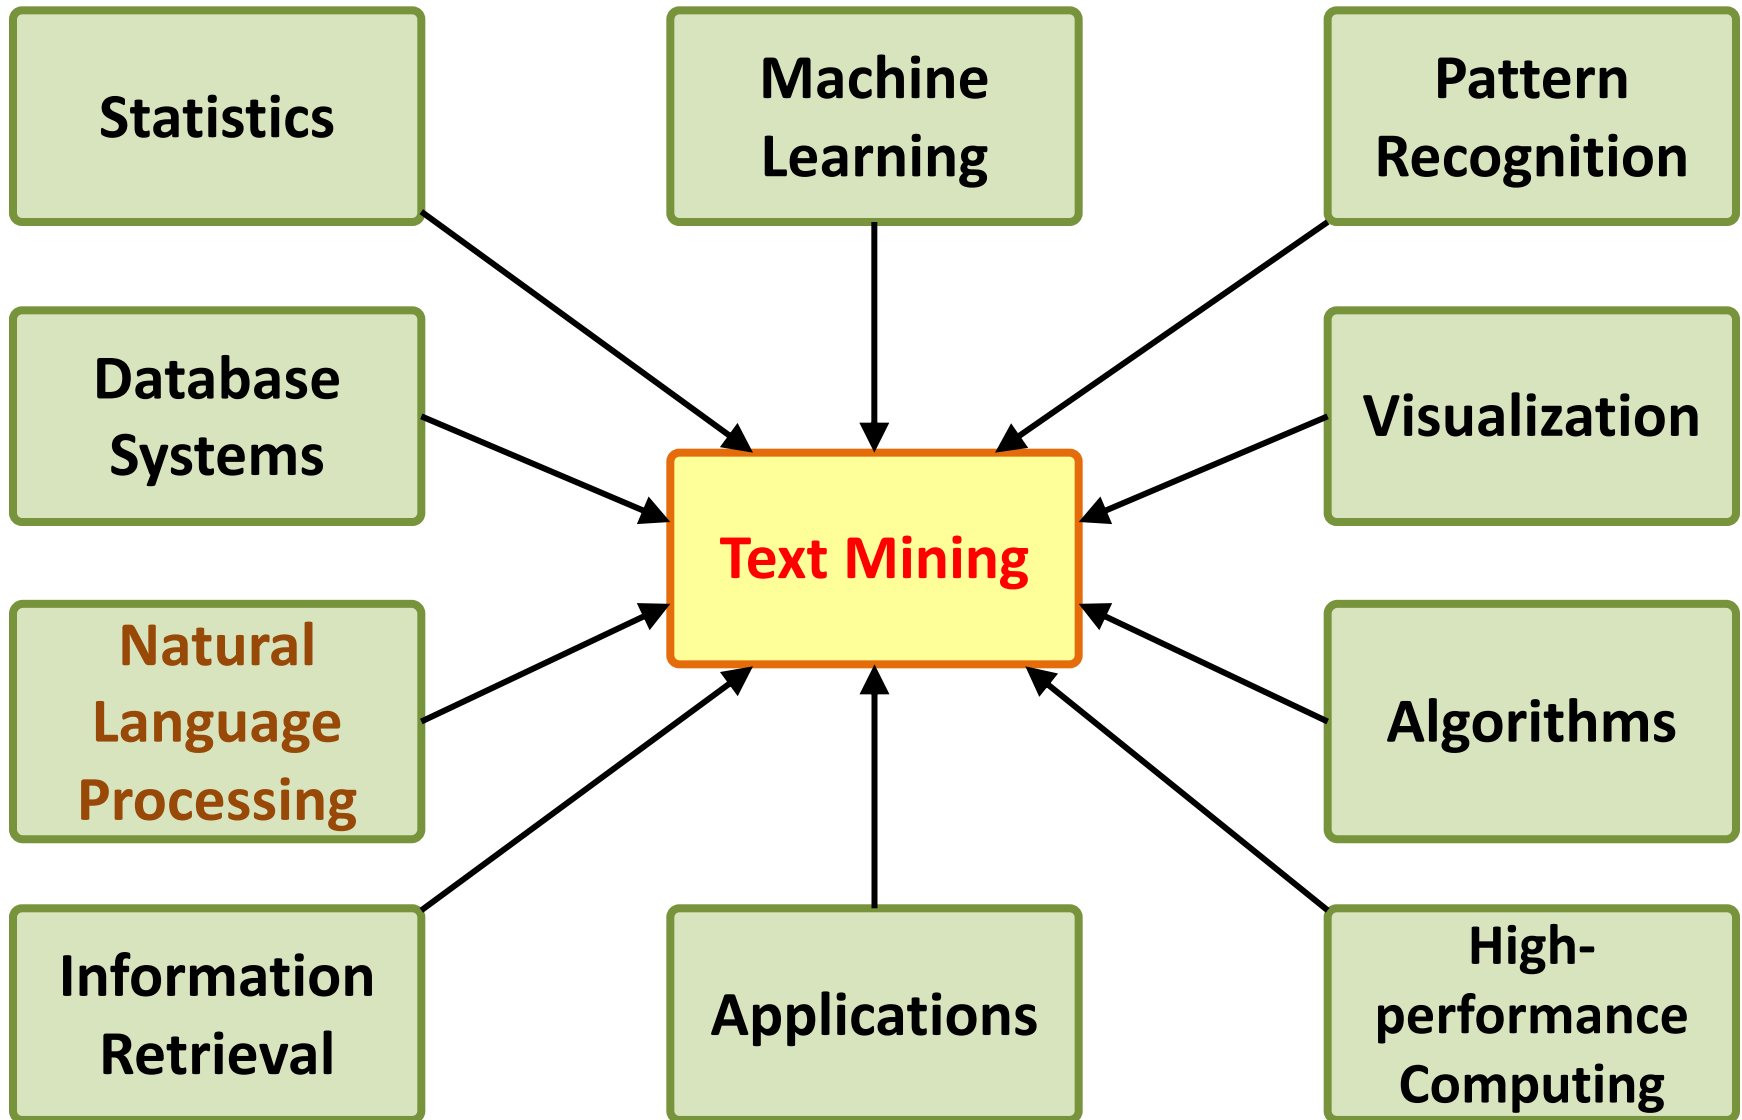 Statistics
Machine
Learning
Pattern
Recognition
Database
Systems
Visualization
Text Mining
Natural
Language
Processing
Algorithms
Information
Retrieval
Applications
High-
performance
Computing